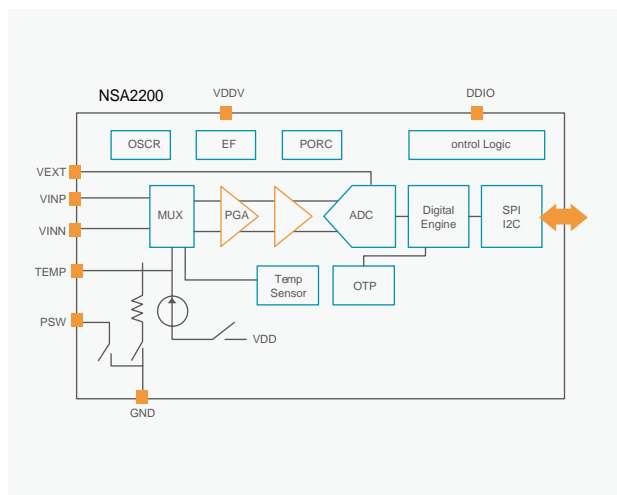 NSA2200
VDDV
DDIO
OSCR
EF
PORC
ontrol Logic
VEXT
VINP
VINN
MUX
PGA
ADC
Digital
Engine
SPI
I2C
TEMP
Temp
Sensor
OTP
PSW
VDD
GND